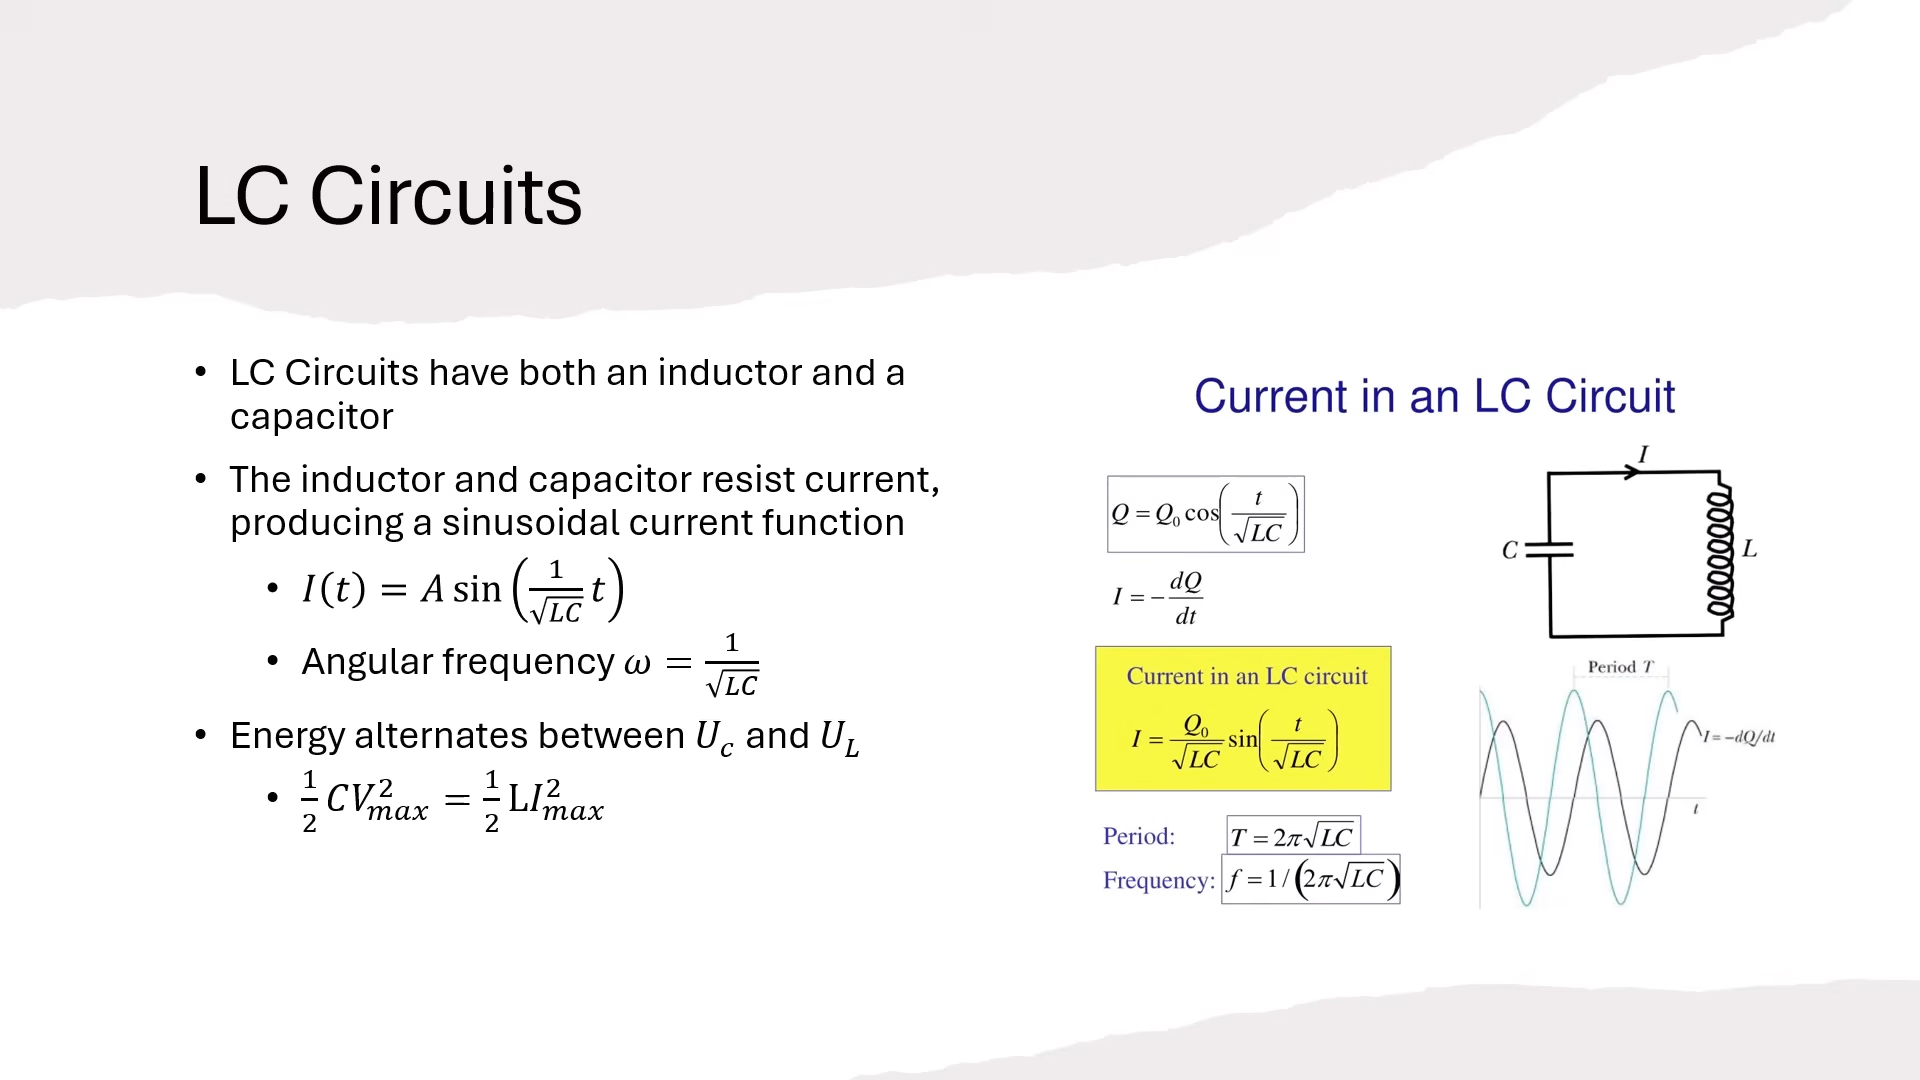 LC Circuits
• LC Circuits have both an inductor and a
capacitor
• The inductor and capacitor resist current,
producing a sinusoidal current function
• I(t) = A sin(1/√LC t)
• Angular frequency ω = 1/√LC
• Energy alternates between U_c and U_L
• 1/2 CV²_max = 1/2 LI²_max
Current in an LC Circuit
Q = Q₀ cos(t/√LC)
I = −dQ/dt
Current in an LC circuit
I = Q₀/√LC sin(t/√LC)
Period: T = 2π√LC
Frequency: f = 1/(2π√LC)
I
C
L
Period T
I = −dQ/dt
t